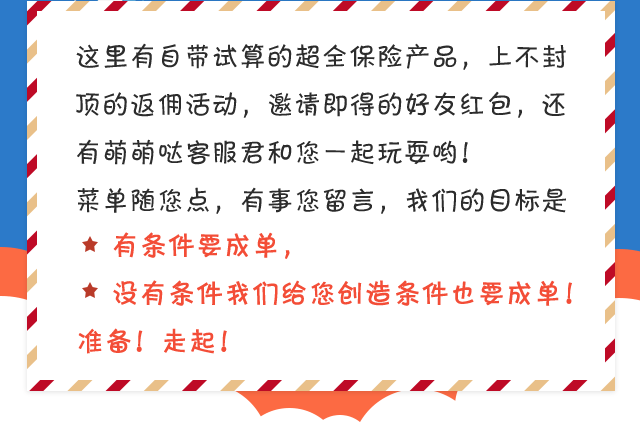 这里有自带试算的超全保险产品，上不封
顶的返佣活动，邀请即得的好友红包，还
有萌萌哒客服君和您一起玩耍哟！
菜单随您点，有事您留言，我们的目标是
★ 有条件要成单，
★ 没有条件我们给您创造条件也要成单！
准备！走起！